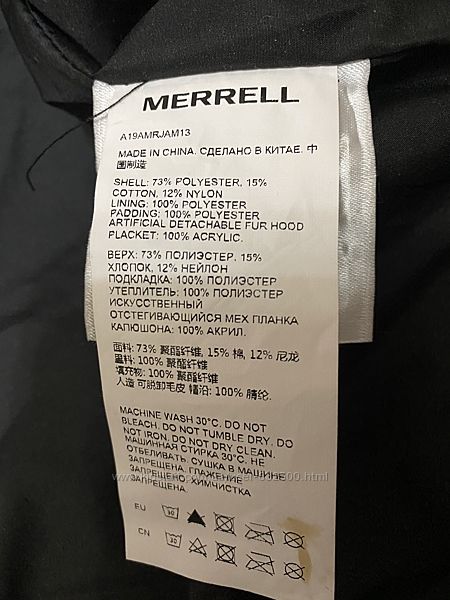 MERRELL
A19AMRJAM13
MADE IN CHINA. СДЕЛАНО В КИТАЕ. 中
国制造
SHELL: 73% POLYESTER, 15%
COTTON, 12% NYLON
LINING: 100% POLYESTER
PADDING: 100% POLYESTER
ARTIFICIAL DETACHABLE FUR HOOD
PLACKET: 100% ACRYLIC.
ВЕРХ: 73% ПОЛИЭСТЕР, 15%
ХЛОПОК, 12% НЕЙЛОН
ПОДКЛАДКА: 100% ПОЛИЭСТЕР
УТЕПЛИТЕЛЬ: 100% ПОЛИЭСТЕР
ИСКУССТВЕННЫЙ
ОТСТЕГИВАЮЩИЙСЯ МЕХ ПЛАНКА
КАПЮШОНА: 100% АКРИЛ.
面料: 73% 聚酯纤维, 15% 棉, 12% 尼龙
里料: 100% 聚酯纤维
填充物: 100% 聚酯纤维
人造 可脱卸毛皮 帽沿: 100% 腈纶.
MACHINE WASH 30°C. DO NOT
BLEACH. DO NOT TUMBLE DRY. DO
NOT IRON. DO NOT DRY CLEAN.
МАШИННАЯ СТИРКА 30°C. НЕ
ОТБЕЛИВАТЬ. СУШКА В МАШИНЕ
ЗАПРЕЩЕНА. ГЛАЖЕНИЕ
ЗАПРЕЩЕНО. ХИМЧИСТКА
ЗАПРЕЩЕНА.
EU 30
CN 30